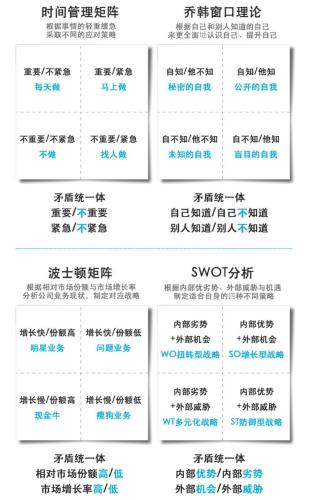 时间管理矩阵
根据事情的轻重缓急
采取不同的应对策略
重要/不紧急
每天做
重要/紧急
马上做
不重要/不紧急
不做
不重要/紧急
找人做
矛盾统一体
重要/不重要
紧急/不紧急
乔韩窗口理论
根据自己和别人知道的自己
来更全面地认识自己、提升自己
自知/他不知
秘密的自我
自知/他知
公开的自我
自不知/他不知
未知的自我
自不知/他知
盲目的自我
矛盾统一体
自己知道/自己不知道
别人知道/别人不知道
波士顿矩阵
根据相对市场份额与市场增长率
分析公司业务现状，制定对应战略
增长快/份额高
明星业务
增长快/份额低
问题业务
增长慢/份额高
现金牛
增长慢/份额低
瘦狗业务
矛盾统一体
相对市场份额高/低
市场增长率高/低
SWOT分析
根据内部优劣势、外部威胁与机遇
制定适合自身的四种不同策略
内部劣势
+外部机会
WO扭转型战略
内部优势
+外部机会
SO增长型战略
内部劣势
+外部威胁
WT多元化战略
内部优势
+外部威胁
ST防御型战略
矛盾统一体
内部优势/内部劣势
外部机会/外部威胁